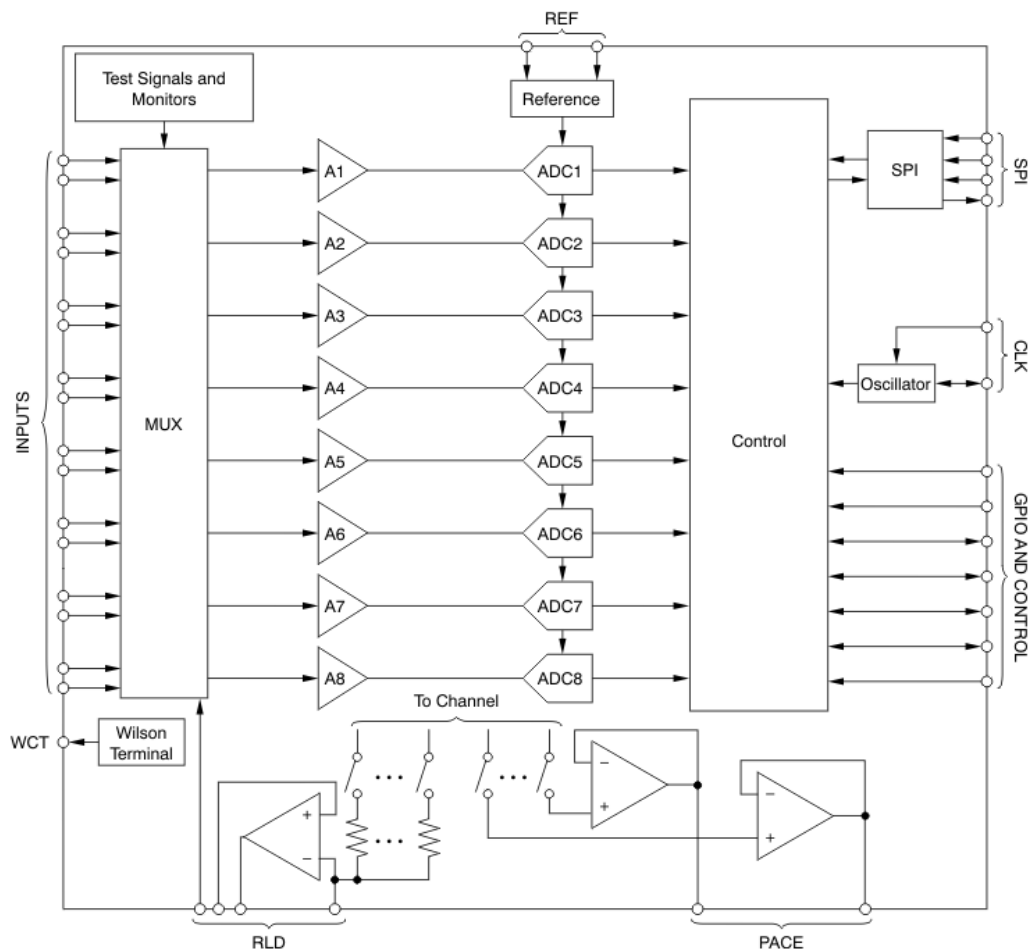 REF
Test Signals and
Monitors
Reference
A1
ADC1
SPI
SPI
A2
ADC2
A3
ADC3
CLK
A4
ADC4
Oscillator
INPUTS
MUX
Control
A5
ADC5
A6
ADC6
GPIO AND CONTROL
A7
ADC7
A8
ADC8
To Channel
WCT
Wilson
Terminal
−
+
−
+
+
−
RLD
PACE